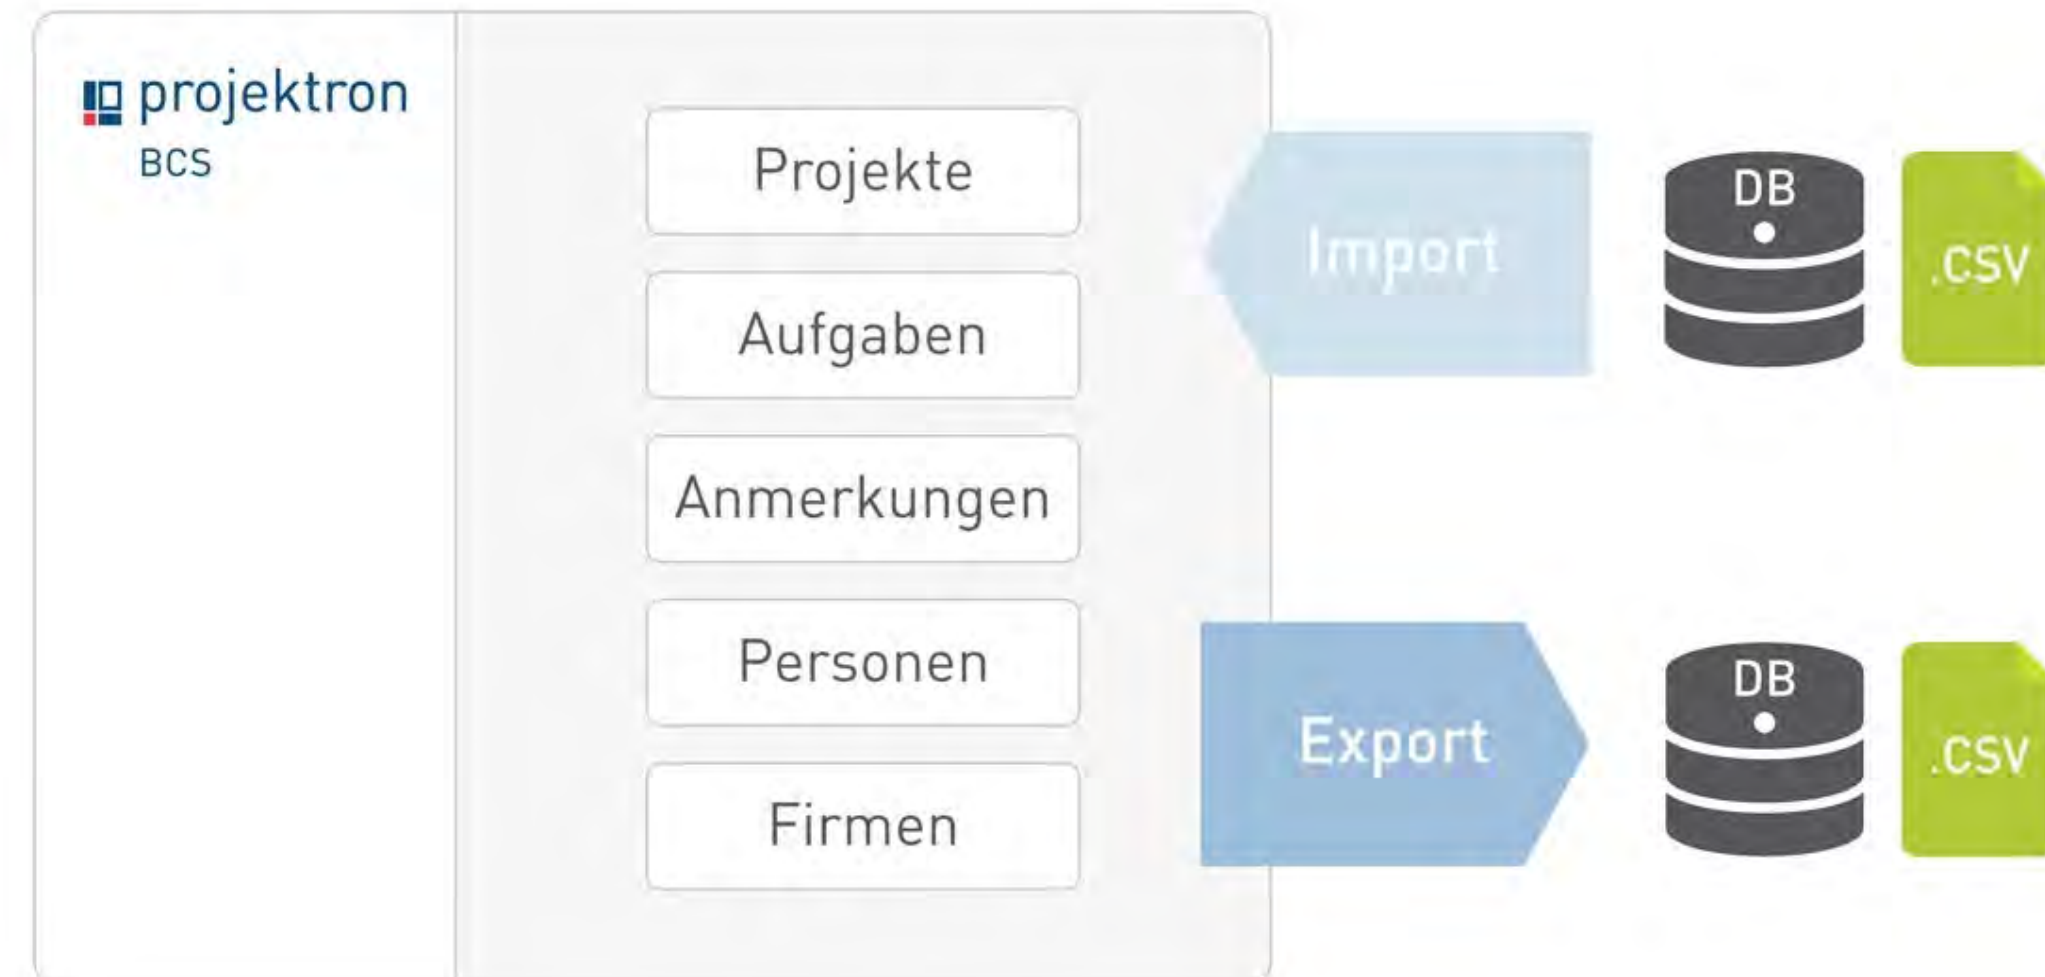 projektron
BCS
Projekte
Aufgaben
Anmerkungen
Personen
Firmen
Import
DB
.CSV
Export
DB
.CSV